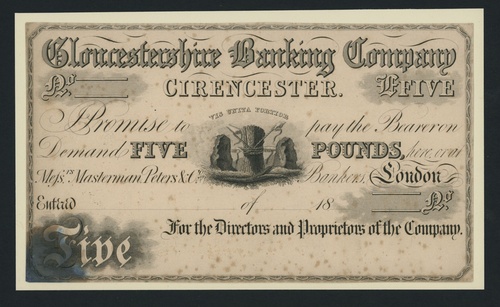 Gloucestershire Banking Company
No. CIRENCESTER. £FIVE
VIS UNITA FORTIOR
I Promise to pay the Bearer on
Demand FIVE POUNDS, here, or at
Messrs. Masterman, Peters & Co. Bankers, London
Entd of 18 No.
For the Directors and Proprietors of the Company.
Five